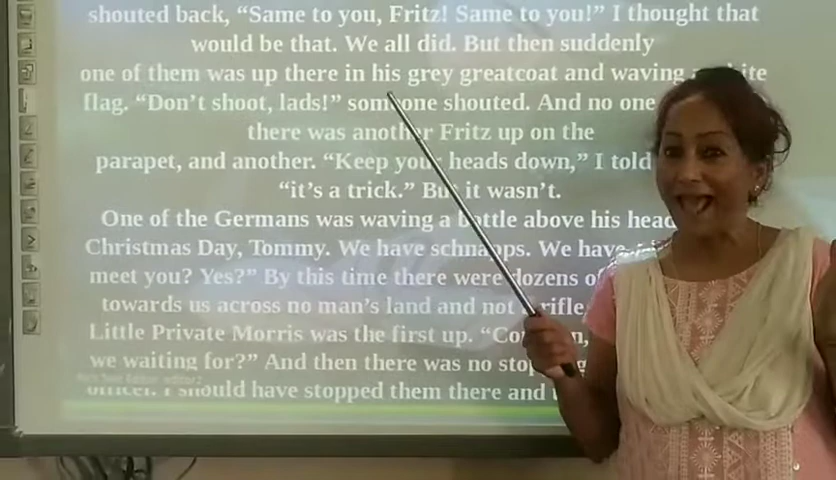 shouted back, “Same to you, Fritz! Same to you!” I thought that
would be that. We all did. But then suddenly
one of them was up there in his grey greatcoat and waving
flag. “Don’t shoot, lads!” someone shouted. And no one
there was another Fritz up on the
parapet, and another. “Keep your heads down,” I told
“it’s a trick.” But it wasn’t.
One of the Germans was waving a bottle above his head
Christmas Day, Tommy. We have schnapps. We have
meet you? Yes?” By this time there were dozens of
towards us across no man’s land and not rifle
Little Private Morris was the first up.
we waiting for?” And then there was no
officer. I should have stopped them there and